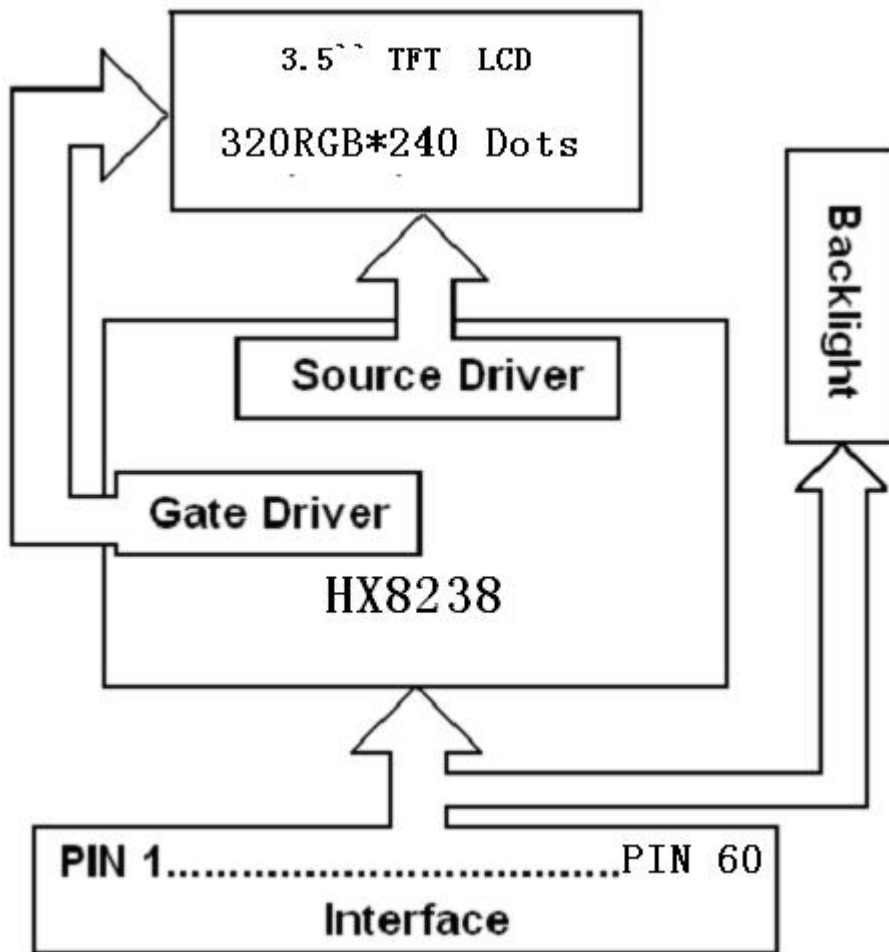 3.5`` TFT LCD
320RGB*240 Dots
Backlight
Source Driver
Gate Driver
HX8238
PIN 1......................................PIN 60
Interface